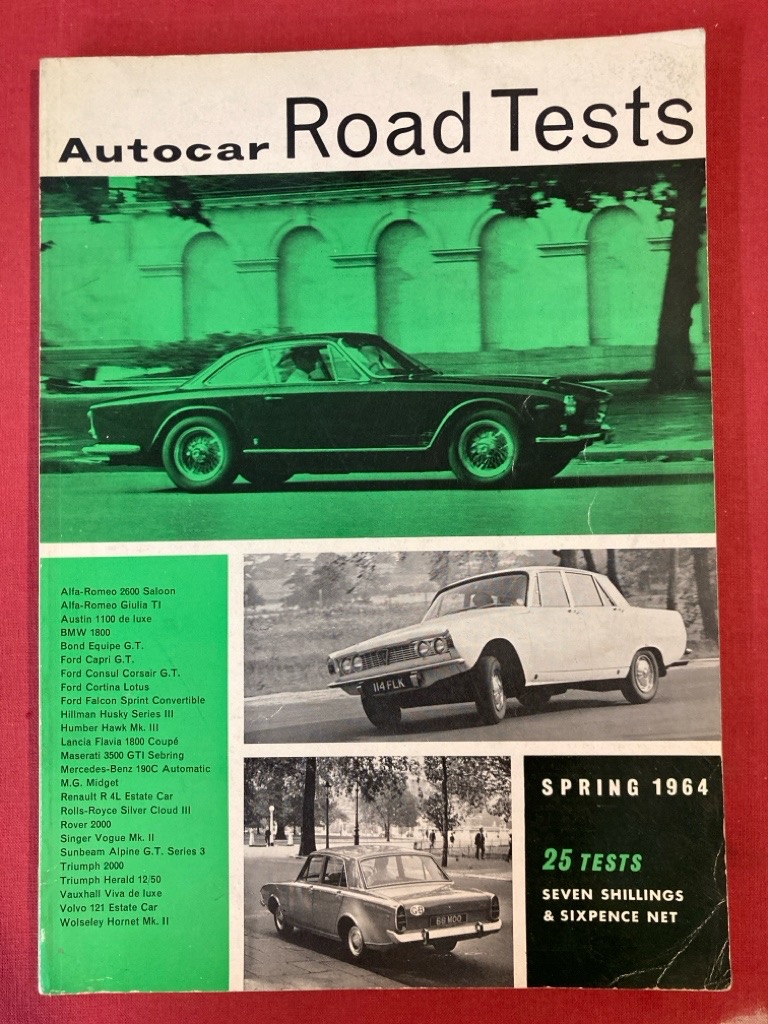 Autocar Road Tests
Alfa-Romeo 2600 Saloon
Alfa-Romeo Giulia TI
Austin 1100 de luxe
BMW 1800
Bond Equipe G.T.
Ford Capri G.T.
Ford Consul Corsair G.T.
Ford Cortina Lotus
Ford Falcon Sprint Convertible
Hillman Husky Series III
Humber Hawk Mk. III
Lancia Flavia 1800 Coupé
Maserati 3500 GTI Sebring
Mercedes-Benz 190C Automatic
M.G. Midget
Renault R 4L Estate Car
Rolls-Royce Silver Cloud III
Rover 2000
Singer Vogue Mk. II
Sunbeam Alpine G.T. Series 3
Triumph 2000
Triumph Herald 12/50
Vauxhall Viva de luxe
Volvo 121 Estate Car
Wolseley Hornet Mk. II
114 FLK
GB
69 MOO
SPRING 1964
25 TESTS
SEVEN SHILLINGS
& SIXPENCE NET